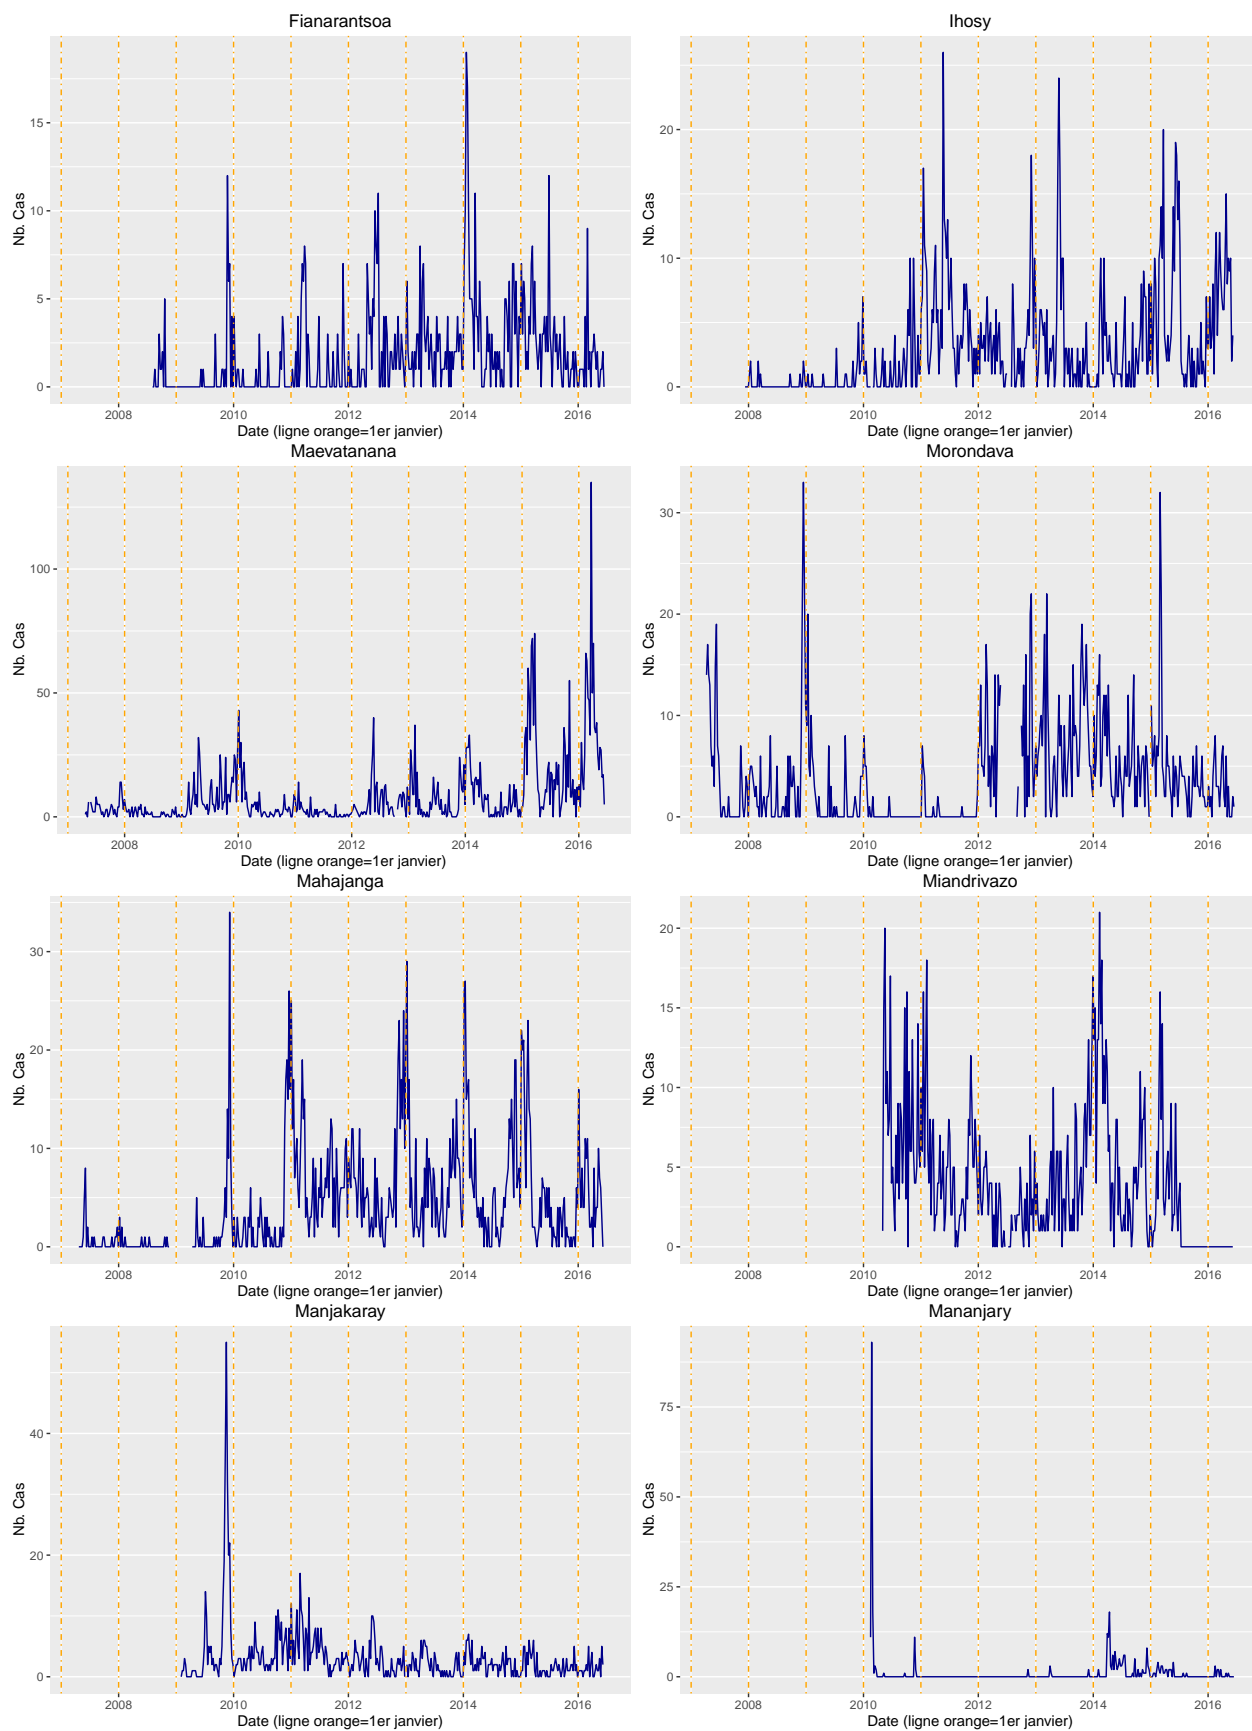 Fianarantsoa
Nb. Cas
15
10
5
0
2008 2010 2012 2014 2016
Date (ligne orange=1er janvier)
Ihosy
Nb. Cas
20
10
0
2008 2010 2012 2014 2016
Date (ligne orange=1er janvier)
Maevatanana
Nb. Cas
100
50
0
2008 2010 2012 2014 2016
Date (ligne orange=1er janvier)
Morondava
Nb. Cas
30
20
10
0
2008 2010 2012 2014 2016
Date (ligne orange=1er janvier)
Mahajanga
Nb. Cas
30
20
10
0
2008 2010 2012 2014 2016
Date (ligne orange=1er janvier)
Miandrivazo
Nb. Cas
20
15
10
5
0
2008 2010 2012 2014 2016
Date (ligne orange=1er janvier)
Manjakaray
Nb. Cas
40
20
0
2008 2010 2012 2014 2016
Date (ligne orange=1er janvier)
Mananjary
Nb. Cas
75
50
25
0
2008 2010 2012 2014 2016
Date (ligne orange=1er janvier)